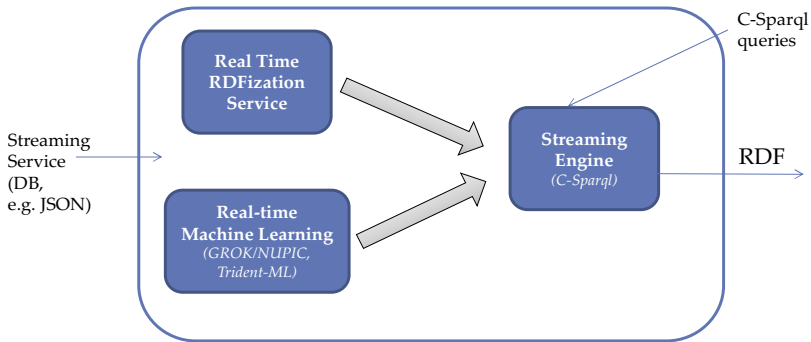 C-Sparql
queries
Real Time
RDFization
Service
Streaming
Service
(DB,
e.g. JSON)
Streaming
Engine
(C-Sparql)
RDF
Real-time
Machine Learning
(GROK/NUPIC,
Trident-ML)